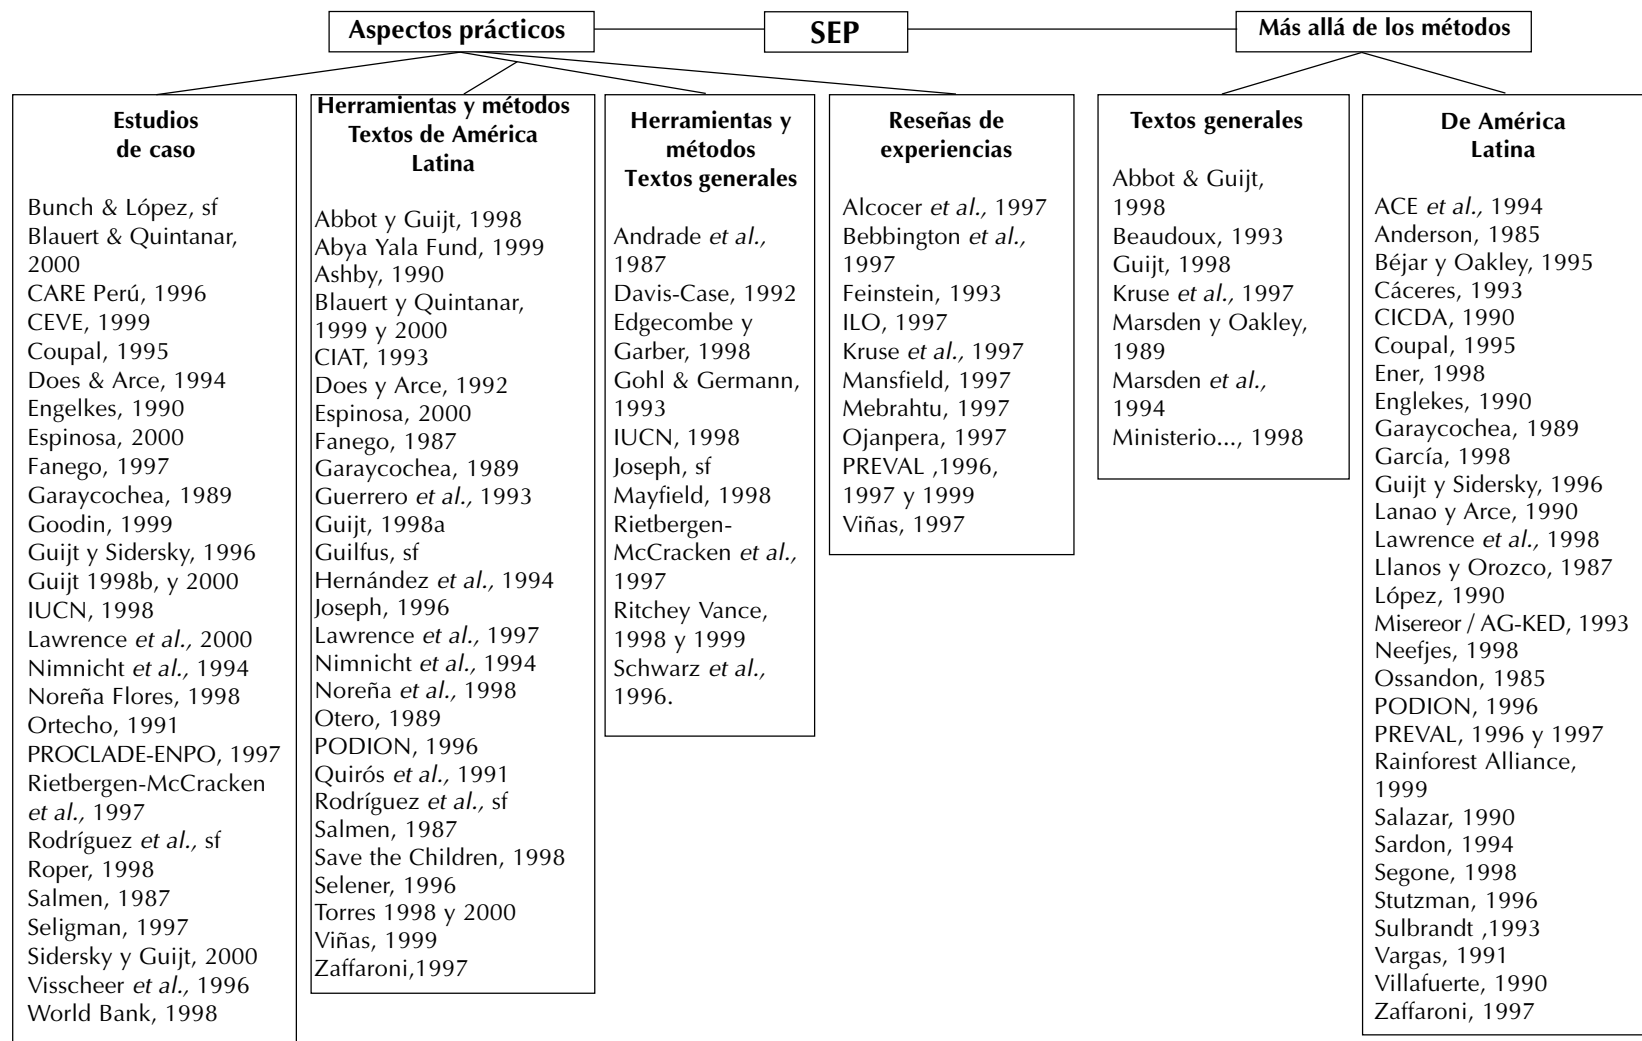 Aspectos prácticos
SEP
Más allá de los métodos
Estudios
de caso
Bunch & López, sf
Blauert & Quintanar,
2000
CARE Perú, 1996
CEVE, 1999
Coupal, 1995
Does & Arce, 1994
Engelkes, 1990
Espinosa, 2000
Fanego, 1997
Garaycochea, 1989
Goodin, 1999
Guijt y Sidersky, 1996
Guijt 1998b, y 2000
IUCN, 1998
Lawrence et al., 2000
Nimnicht et al., 1994
Noreña Flores, 1998
Ortecho, 1991
PROCLADE-ENPO, 1997
Rietbergen-McCracken
et al., 1997
Rodríguez et al., sf
Roper, 1998
Salmen, 1987
Seligman, 1997
Sidersky y Guijt, 2000
Visscheer et al., 1996
World Bank, 1998
Herramientas y métodos
Textos de América
Latina
Abbot y Guijt, 1998
Abya Yala Fund, 1999
Ashby, 1990
Blauert y Quintanar,
1999 y 2000
CIAT, 1993
Does y Arce, 1992
Espinosa, 2000
Fanego, 1987
Garaycochea, 1989
Guerrero et al., 1993
Guijt, 1998a
Guilfus, sf
Hernández et al., 1994
Joseph, 1996
Lawrence et al., 1997
Nimnicht et al., 1994
Noreña et al., 1998
Otero, 1989
PODION, 1996
Quirós et al., 1991
Rodríguez et al., sf
Salmen, 1987
Save the Children, 1998
Selener, 1996
Torres 1998 y 2000
Viñas, 1999
Zaffaroni,1997
Herramientas y
métodos
Textos generales
Andrade et al.,
1987
Davis-Case, 1992
Edgecombe y
Garber, 1998
Gohl & Germann,
1993
IUCN, 1998
Joseph, sf
Mayfield, 1998
Rietbergen-
McCracken et al.,
1997
Ritchey Vance,
1998 y 1999
Schwarz et al.,
1996.
Reseñas de
experiencias
Alcocer et al., 1997
Bebbington et al.,
1997
Feinstein, 1993
ILO, 1997
Kruse et al., 1997
Mansfield, 1997
Mebrahtu, 1997
Ojanpera, 1997
PREVAL ,1996,
1997 y 1999
Viñas, 1997
Textos generales
Abbot & Guijt,
1998
Beaudoux, 1993
Guijt, 1998
Kruse et al., 1997
Marsden y Oakley,
1989
Marsden et al.,
1994
Ministerio..., 1998
De América
Latina
ACE et al., 1994
Anderson, 1985
Béjar y Oakley, 1995
Cáceres, 1993
CICDA, 1990
Coupal, 1995
Ener, 1998
Englekes, 1990
Garaycochea, 1989
García, 1998
Guijt y Sidersky, 1996
Lanao y Arce, 1990
Lawrence et al., 1998
Llanos y Orozco, 1987
López, 1990
Misereor / AG-KED, 1993
Neefjes, 1998
Ossandon, 1985
PODION, 1996
PREVAL, 1996 y 1997
Rainforest Alliance,
1999
Salazar, 1990
Sardon, 1994
Segone, 1998
Stutzman, 1996
Sulbrandt ,1993
Vargas, 1991
Villafuerte, 1990
Zaffaroni, 1997